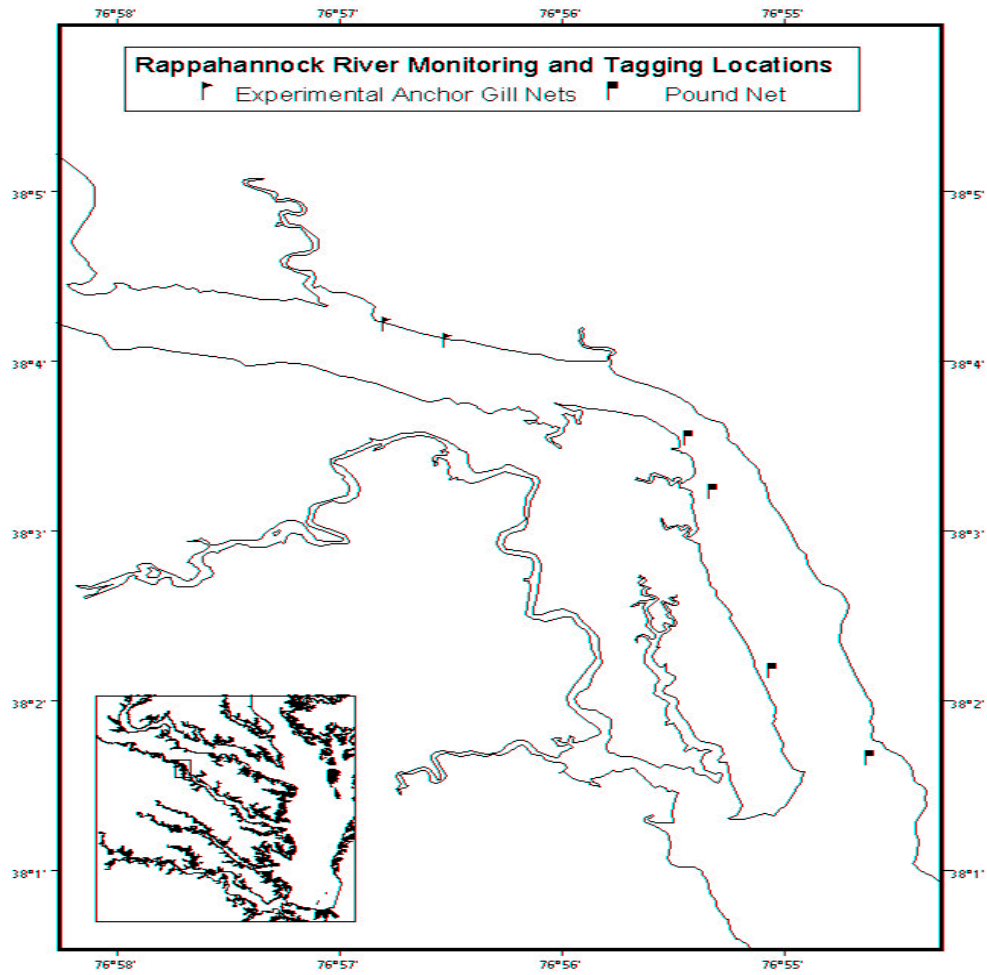 76°58' 76°57' 76°56' 76°55'
Rappahannock River Monitoring and Tagging Locations
Experimental Anchor Gill Nets Pound Net
38°5' 38°5'
38°4' 38°4'
38°3' 38°3'
38°2' 38°2'
38°1' 38°1'
76°58' 76°57' 76°56' 76°55'